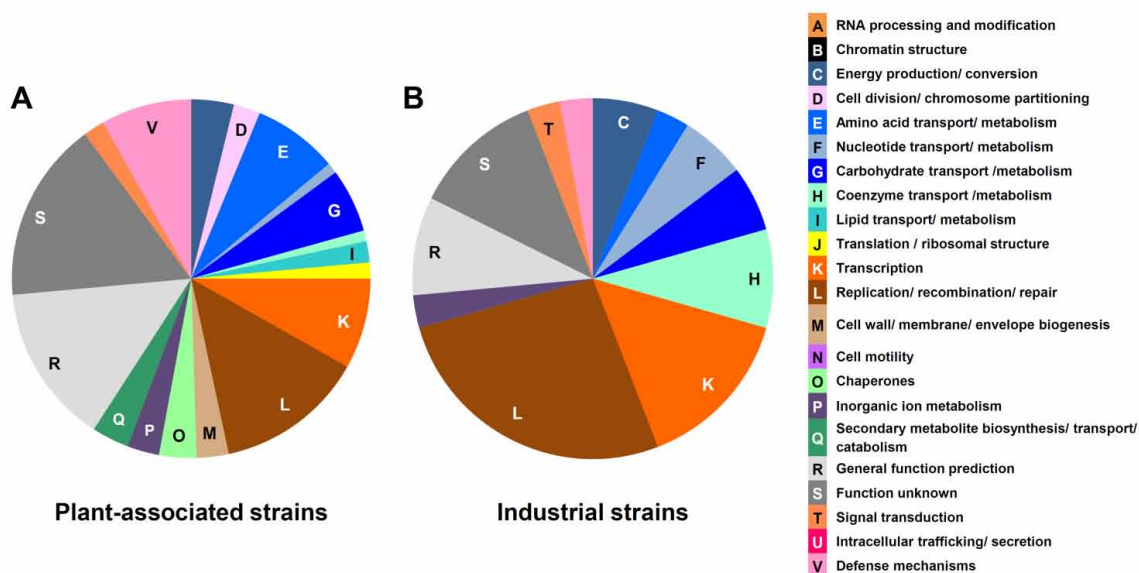 A
V
D
E
G
I
K
L
M
O
P
Q
R
S
Plant-associated strains
B
C
F
H
K
L
R
S
T
Industrial strains
A RNA processing and modification
B Chromatin structure
C Energy production/ conversion
D Cell division/ chromosome partitioning
E Amino acid transport/ metabolism
F Nucleotide transport/ metabolism
G Carbohydrate transport /metabolism
H Coenzyme transport /metabolism
I Lipid transport/ metabolism
J Translation / ribosomal structure
K Transcription
L Replication/ recombination/ repair
M Cell wall/ membrane/ envelope biogenesis
N Cell motility
O Chaperones
P Inorganic ion metabolism
Q Secondary metabolite biosynthesis/ transport/
catabolism
R General function prediction
S Function unknown
T Signal transduction
U Intracellular trafficking/ secretion
V Defense mechanisms